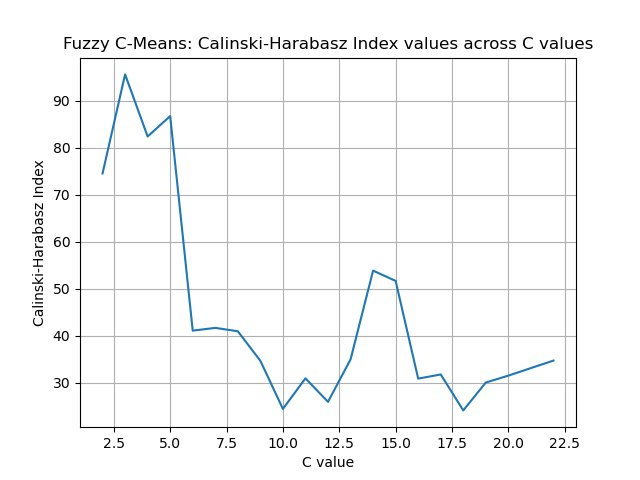 Fuzzy C-Means: Calinski-Harabasz Index values across C values
Calinski-Harabasz Index
90
80
70
60
50
40
30
2.5 5.0 7.5 10.0 12.5 15.0 17.5 20.0 22.5
C value